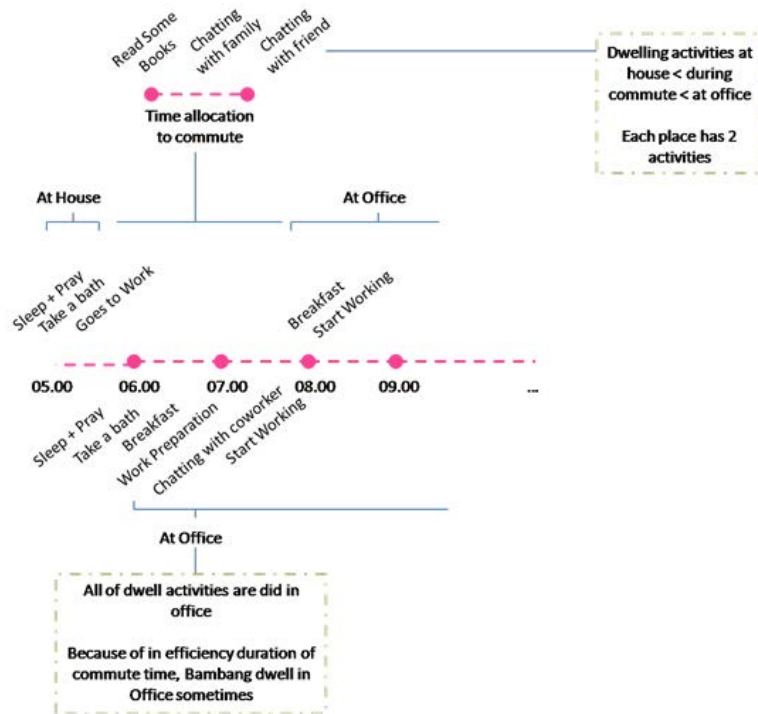 Read Some
Books
Chatting
with family
Chatting
with friend
Time allocation
to commute
Dwelling activities at
house < during
commute < at office
Each place has 2
activities
At House
At Office
Sleep + Pray
Take a bath
Goes to Work
Breakfast
Start Working
05.00 06.00 07.00 08.00 09.00 ...
Sleep + Pray
Take a bath
Breakfast
Work Preparation
Chatting with coworker
Start Working
At Office
All of dwell activities are did in
office
Because of in efficiency duration of
commute time, Bambang dwell in
Office sometimes